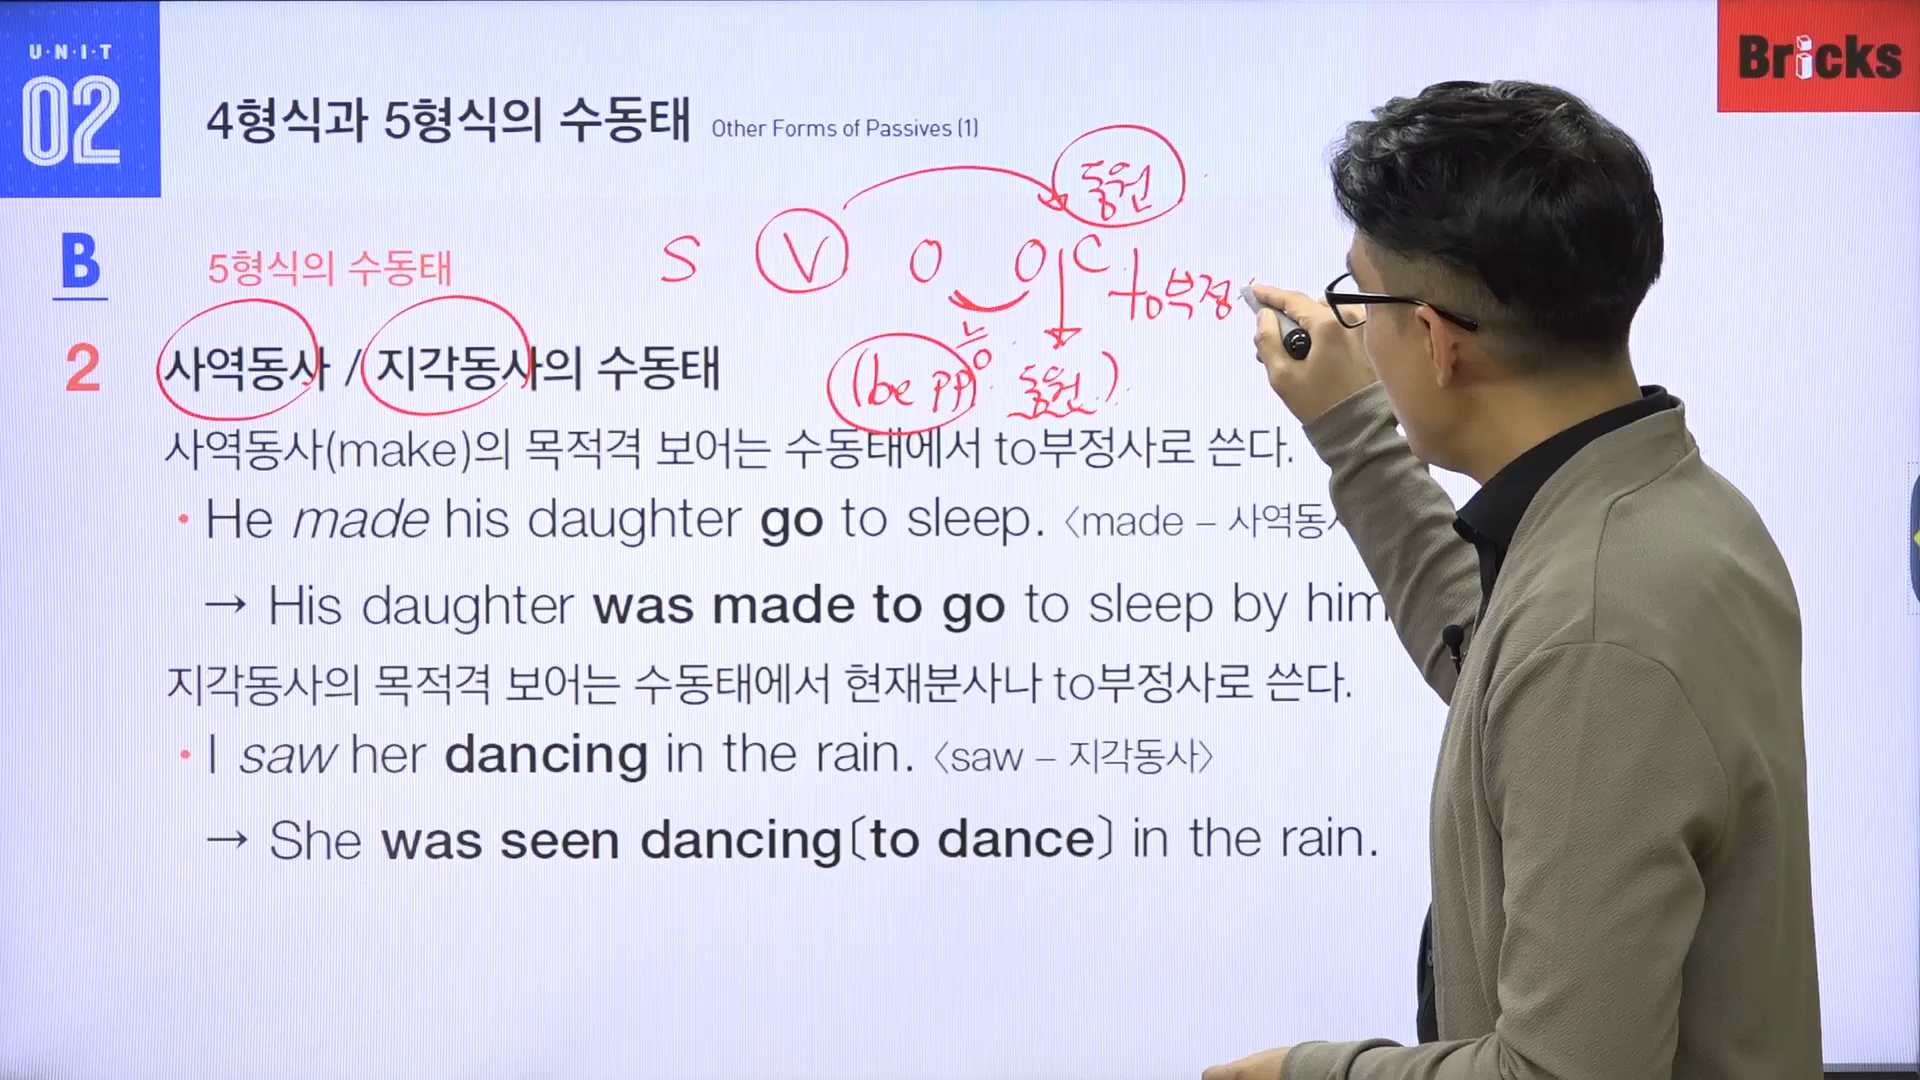 U·N·I·T
02
4형식과 5형식의 수동태 Other Forms of Passives (1)
Bricks
동원
B 5형식의 수동태
S V O OC
to부정
2 사역동사 / 지각동사의 수동태
(be pp 동원)
사역동사(make)의 목적격 보어는 수동태에서 to부정사로 쓴다.
• He made his daughter go to sleep. <made – 사역동
→ His daughter was made to go to sleep by him
지각동사의 목적격 보어는 수동태에서 현재분사나 to부정사로 쓴다.
• I saw her dancing in the rain. <saw – 지각동사>
→ She was seen dancing〔to dance〕 in the rain.